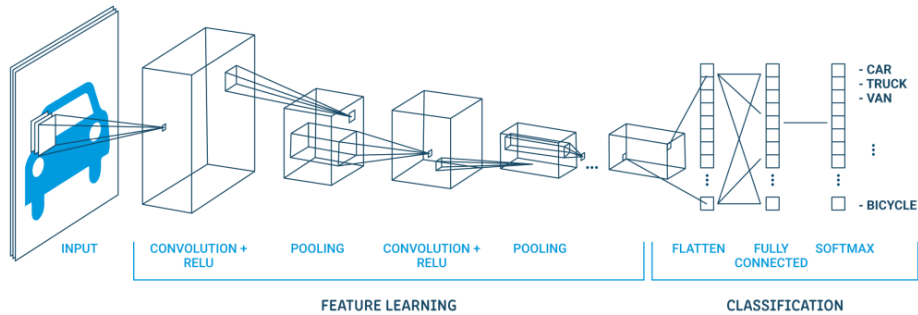 - CAR
- TRUCK
- VAN
- BICYCLE
INPUT
CONVOLUTION + RELU
POOLING
CONVOLUTION + RELU
POOLING
FLATTEN
FULLY CONNECTED
SOFTMAX
FEATURE LEARNING
CLASSIFICATION